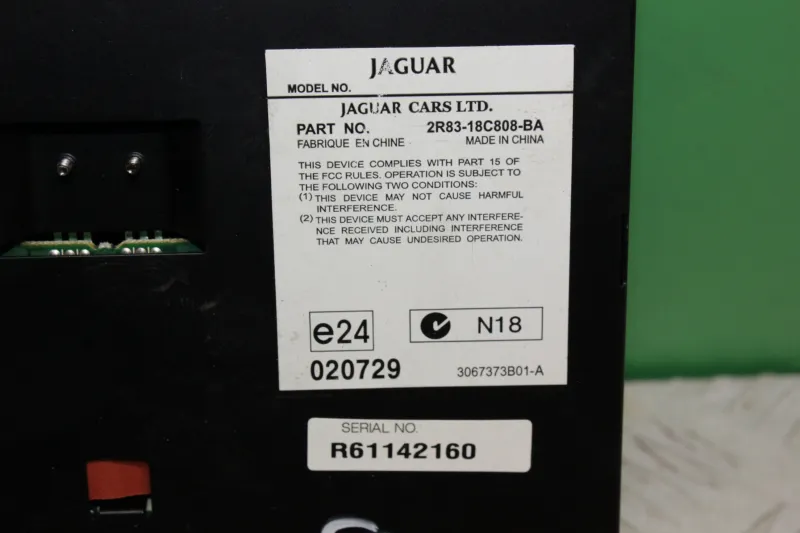 JAGUAR
MODEL NO.
JAGUAR CARS LTD.
PART NO. 2R83-18C808-BA
FABRIQUE EN CHINE MADE IN CHINA
THIS DEVICE COMPLIES WITH PART 15 OF
THE FCC RULES. OPERATION IS SUBJECT TO
THE FOLLOWING TWO CONDITIONS:
(1) THIS DEVICE MAY NOT CAUSE HARMFUL
INTERFERENCE.
(2) THIS DEVICE MUST ACCEPT ANY INTERFERE-
NCE RECEIVED INCLUDING INTERFERENCE
THAT MAY CAUSE UNDESIRED OPERATION.
e24 N18
020729 3067373B01-A
SERIAL NO.
R61142160